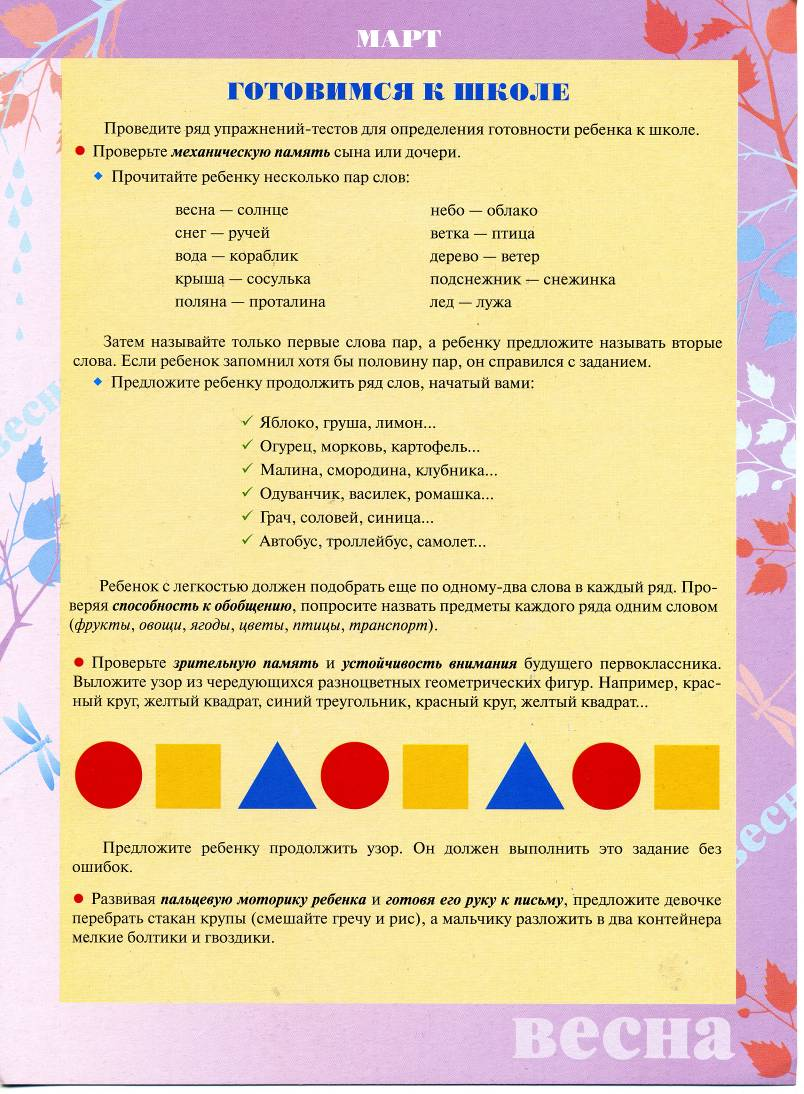 МАРТ
ГОТОВИМСЯ К ШКОЛЕ
Проведите ряд упражнений-тестов для определения готовности ребенка к школе.
● Проверьте механическую память сына или дочери.
◆ Прочитайте ребенку несколько пар слов:
весна — солнце
снег — ручей
вода — кораблик
крыша — сосулька
поляна — проталина
небо — облако
ветка — птица
дерево — ветер
подснежник — снежинка
лед — лужа
Затем называйте только первые слова пар, а ребенку предложите называть вторые
слова. Если ребенок запомнил хотя бы половину пар, он справился с заданием.
◆ Предложите ребенку продолжить ряд слов, начатый вами:
✓ Яблоко, груша, лимон...
✓ Огурец, морковь, картофель...
✓ Малина, смородина, клубника...
✓ Одуванчик, василек, ромашка...
✓ Грач, соловей, синица...
✓ Автобус, троллейбус, самолет...
Ребенок с легкостью должен подобрать еще по одному-два слова в каждый ряд. Про-
веряя способность к обобщению, попросите назвать предметы каждого ряда одним словом
(фрукты, овощи, ягоды, цветы, птицы, транспорт).
● Проверьте зрительную память и устойчивость внимания будущего первоклассника.
Выложите узор из чередующихся разноцветных геометрических фигур. Например, крас-
ный круг, желтый квадрат, синий треугольник, красный круг, желтый квадрат...
Предложите ребенку продолжить узор. Он должен выполнить это задание без
ошибок.
● Развивая пальцевую моторику ребенка и готовя его руку к письму, предложите девочке
перебрать стакан крупы (смешайте гречу и рис), а мальчику разложить в два контейнера
мелкие болтики и гвоздики.
весн
весна
весна